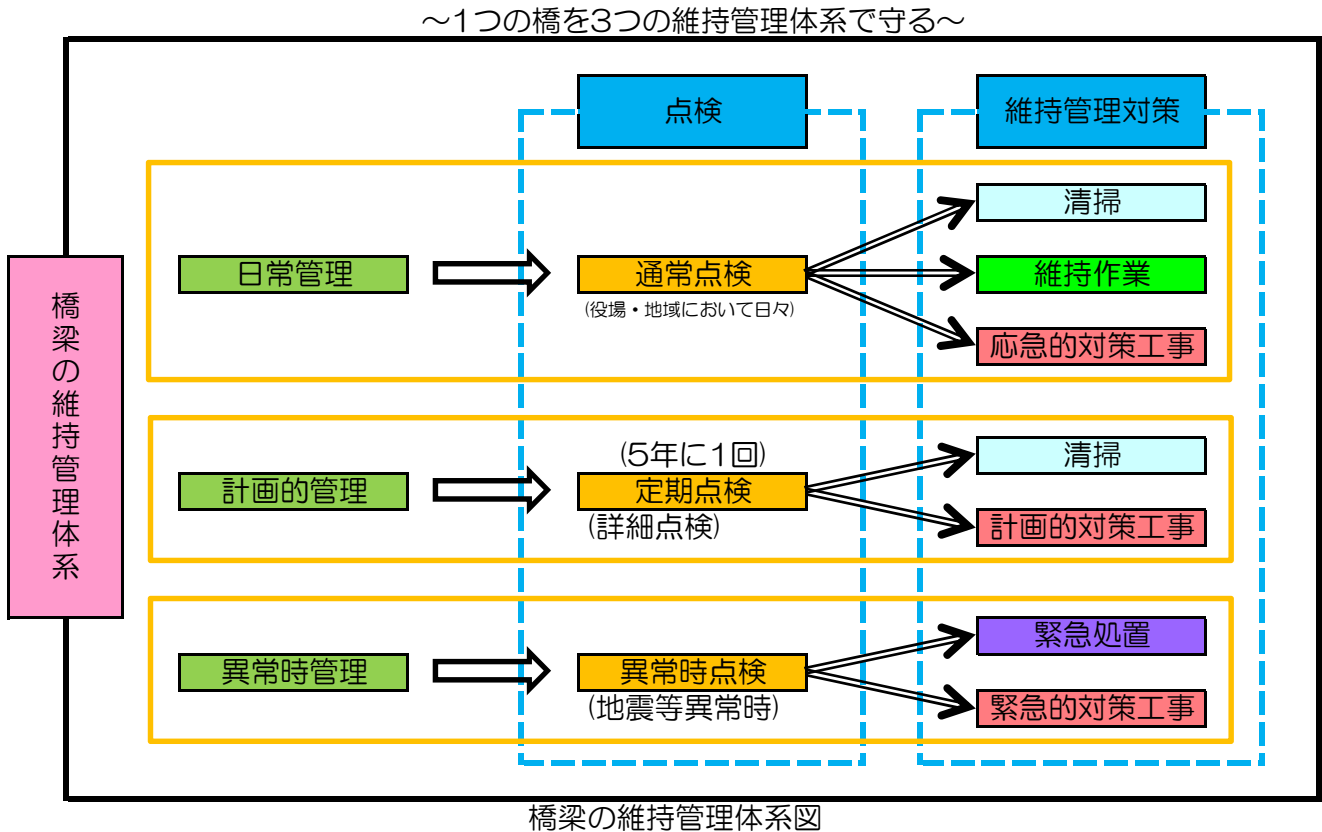 ～1つの橋を3つの維持管理体系で守る～
点検
維持管理対策
橋梁の維持管理体系
日常管理
通常点検
(役場・地域において日々)
清掃
維持作業
応急的対策工事
計画的管理
(5年に1回)
定期点検
(詳細点検)
清掃
計画的対策工事
異常時管理
異常時点検
(地震等異常時)
緊急処置
緊急的対策工事
橋梁の維持管理体系図